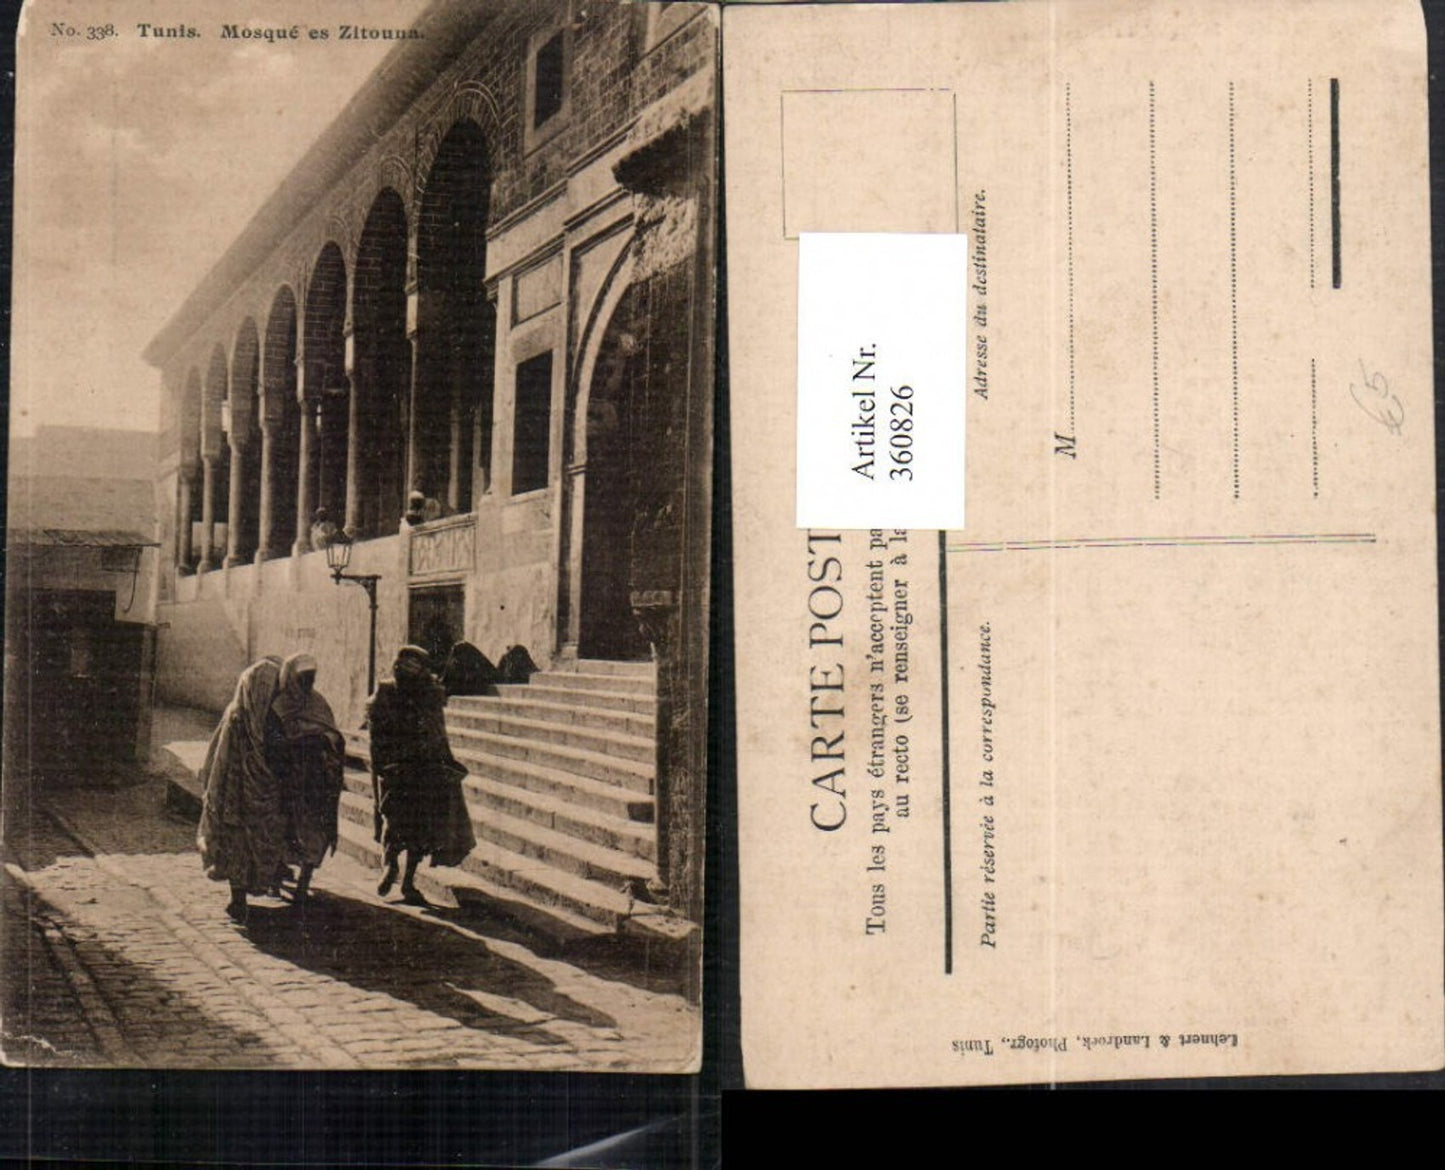 No. 338. Tunis. Mosqué es Zitouna.
CARTE POST
Tous les pays étrangers n'acceptent pa
au recto (se renseigner à la
Artikel Nr.
360826
Partie réservée à la correspondance.
Adresse du destinataire.
M
€5
Lehnert & Landrock, Photogr., Tunis